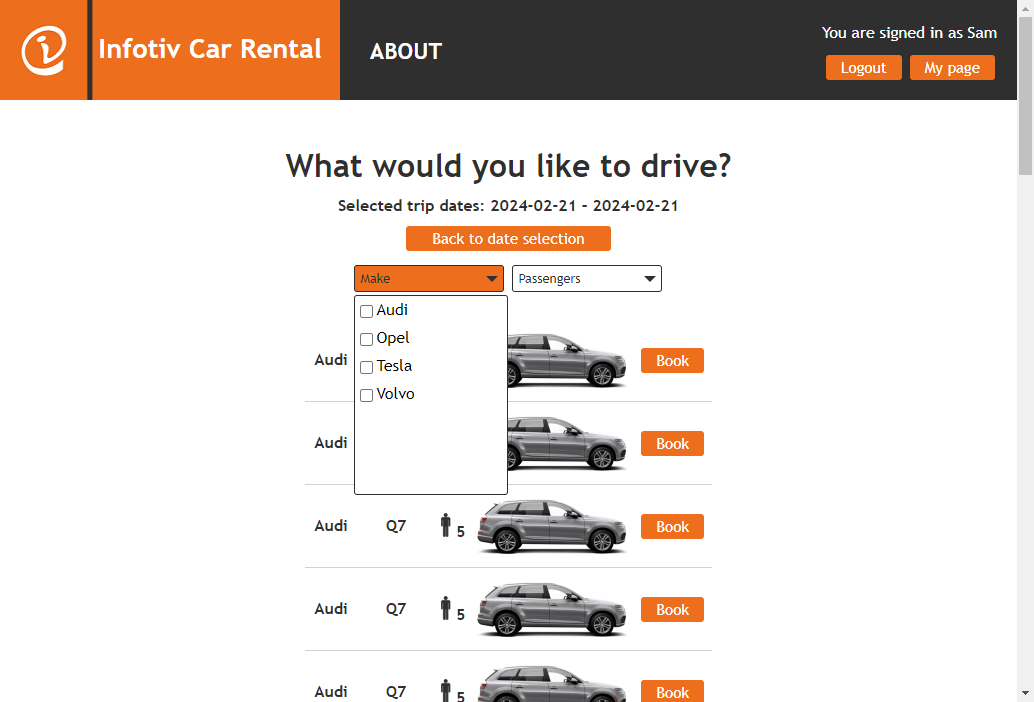 Infotiv Car Rental
ABOUT
You are signed in as Sam
Logout
My page
What would you like to drive?
Selected trip dates: 2024-02-21 – 2024-02-21
Back to date selection
Make
Passengers
Audi
Opel
Tesla
Volvo
Audi
Book
Audi
Book
Audi Q7 5 Book
Audi Q7 5 Book
Audi Q7 5 Book